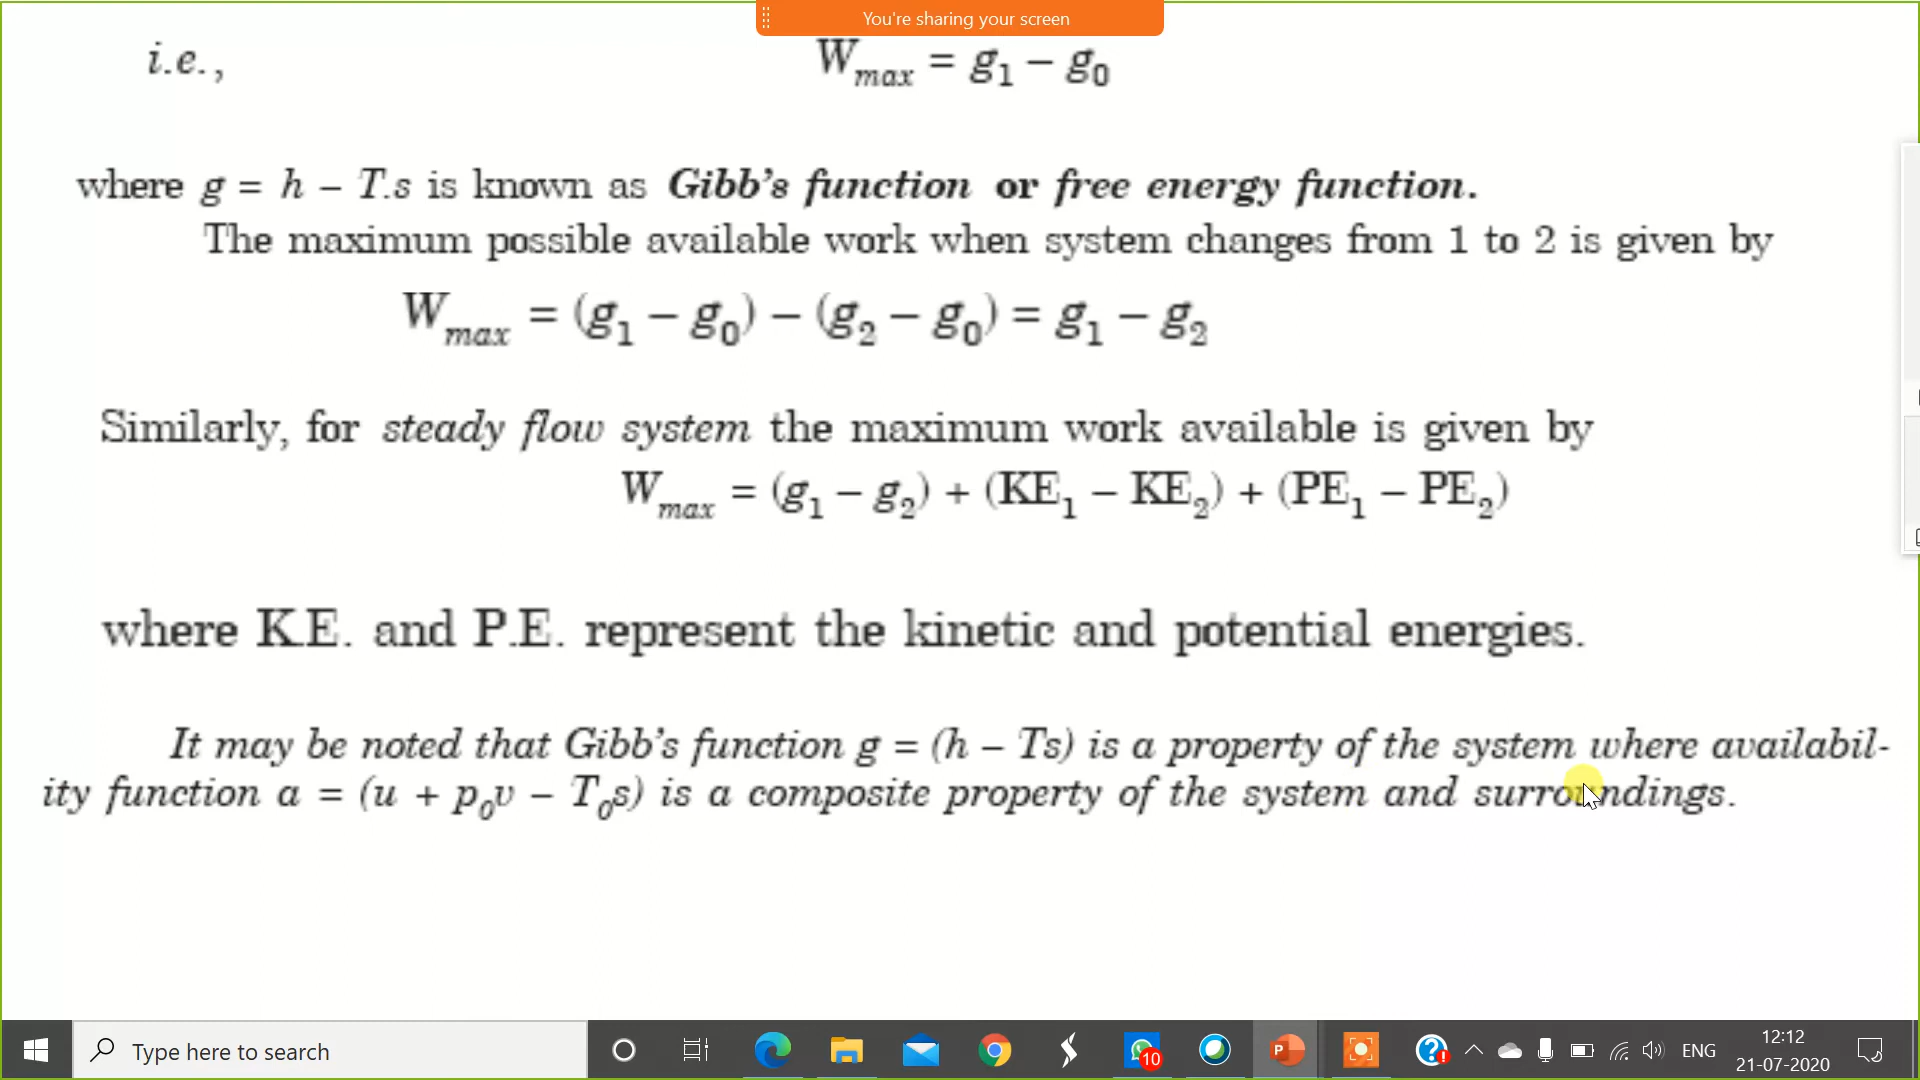 You're sharing your screen
i.e., W_max = g_1 – g_0
where g = h – T.s is known as Gibb's function or free energy function.
The maximum possible available work when system changes from 1 to 2 is given by
W_max = (g_1 – g_0) – (g_2 – g_0) = g_1 – g_2
Similarly, for steady flow system the maximum work available is given by
W_max = (g_1 – g_2) + (KE_1 – KE_2) + (PE_1 – PE_2)
where K.E. and P.E. represent the kinetic and potential energies.
It may be noted that Gibb's function g = (h – Ts) is a property of the system where availabil-
ity function a = (u + p_0v – T_0s) is a composite property of the system and surroundings.
Type here to search
10
P
ENG
12:12
21-07-2020